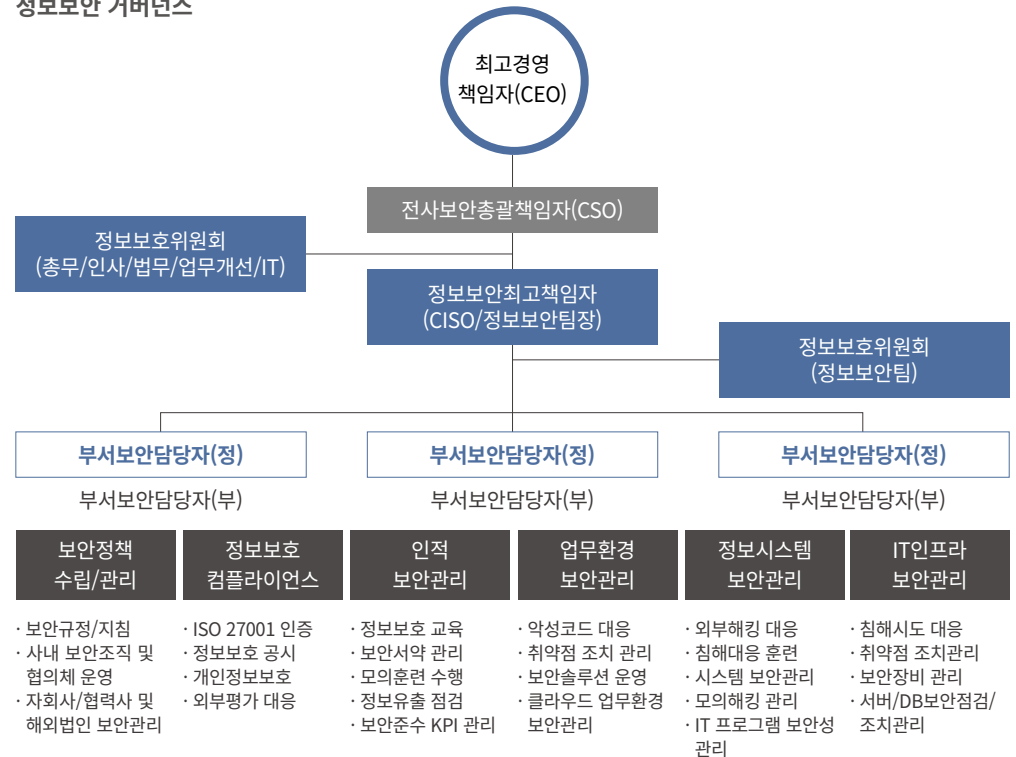 정보보안 거버넌스
최고경영
책임자(CEO)
전사보안총괄책임자(CSO)
정보보호위원회
(총무/인사/법무/업무개선/IT)
정보보안최고책임자
(CISO/정보보안팀장)
정보보호위원회
(정보보안팀)
부서보안담당자(정)
부서보안담당자(부)
부서보안담당자(정)
부서보안담당자(부)
부서보안담당자(정)
부서보안담당자(부)
보안정책
수립/관리
· 보안규정/지침
· 사내 보안조직 및
협의체 운영
· 자회사/협력사 및
해외법인 보안관리
정보보호
컴플라이언스
· ISO 27001 인증
· 정보보호 공시
· 개인정보보호
· 외부평가 대응
인적
보안관리
· 정보보호 교육
· 보안서약 관리
· 모의훈련 수행
· 정보유출 점검
· 보안준수 KPI 관리
업무환경
보안관리
· 악성코드 대응
· 취약점 조치 관리
· 보안솔루션 운영
· 클라우드 업무환경
보안관리
정보시스템
보안관리
· 외부해킹 대응
· 침해대응 훈련
· 시스템 보안관리
· 모의해킹 관리
· IT 프로그램 보안성
관리
IT인프라
보안관리
· 침해시도 대응
· 취약점 조치관리
· 보안장비 관리
· 서버/DB보안점검/
조치관리